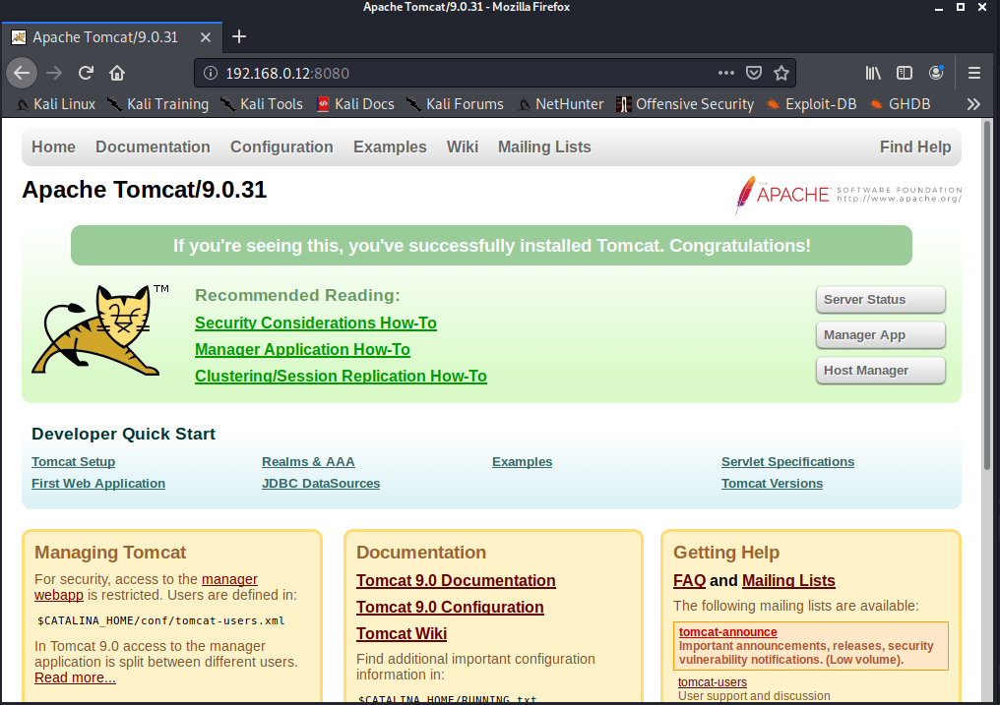 Apache Tomcat/9.0.31 - Mozilla Firefox
Apache Tomcat/9.0.31
192.168.0.12:8080
Kali Linux Kali Training Kali Tools Kali Docs Kali Forums NetHunter Offensive Security Exploit-DB GHDB
Home Documentation Configuration Examples Wiki Mailing Lists Find Help
Apache Tomcat/9.0.31
THE APACHE SOFTWARE FOUNDATION
http://www.apache.org/
If you're seeing this, you've successfully installed Tomcat. Congratulations!
TM
Recommended Reading:
Security Considerations How-To
Manager Application How-To
Clustering/Session Replication How-To
Server Status
Manager App
Host Manager
Developer Quick Start
Tomcat Setup
First Web Application
Realms & AAA
JDBC DataSources
Examples
Servlet Specifications
Tomcat Versions
Managing Tomcat
For security, access to the manager
webapp is restricted. Users are defined in:
$CATALINA_HOME/conf/tomcat-users.xml
In Tomcat 9.0 access to the manager
application is split between different users.
Read more...
Documentation
Tomcat 9.0 Documentation
Tomcat 9.0 Configuration
Tomcat Wiki
Find additional important configuration
information in:
$CATALINA_HOME/RUNNING.txt
Getting Help
FAQ and Mailing Lists
The following mailing lists are available:
tomcat-announce
Important announcements, releases, security
vulnerability notifications. (Low volume).
tomcat-users
User support and discussion